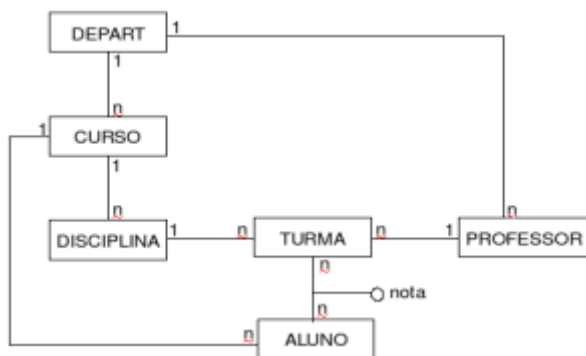 DEPART 1
1
n
1 CURSO
1
n n
DISCIPLINA 1 n TURMA n 1 PROFESSOR
n
nota
n
n ALUNO